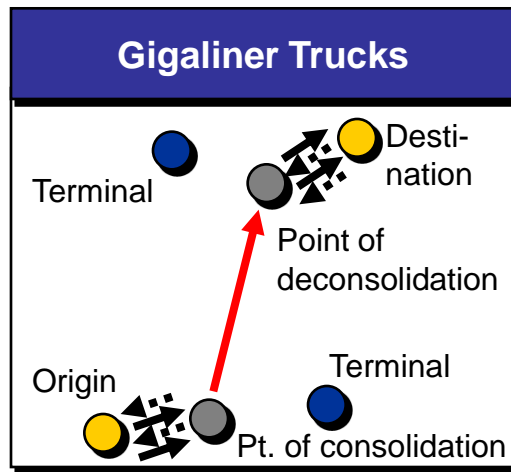 Gigaliner Trucks
Desti-
nation
Terminal
Point of
deconsolidation
Terminal
Origin
Pt. of consolidation